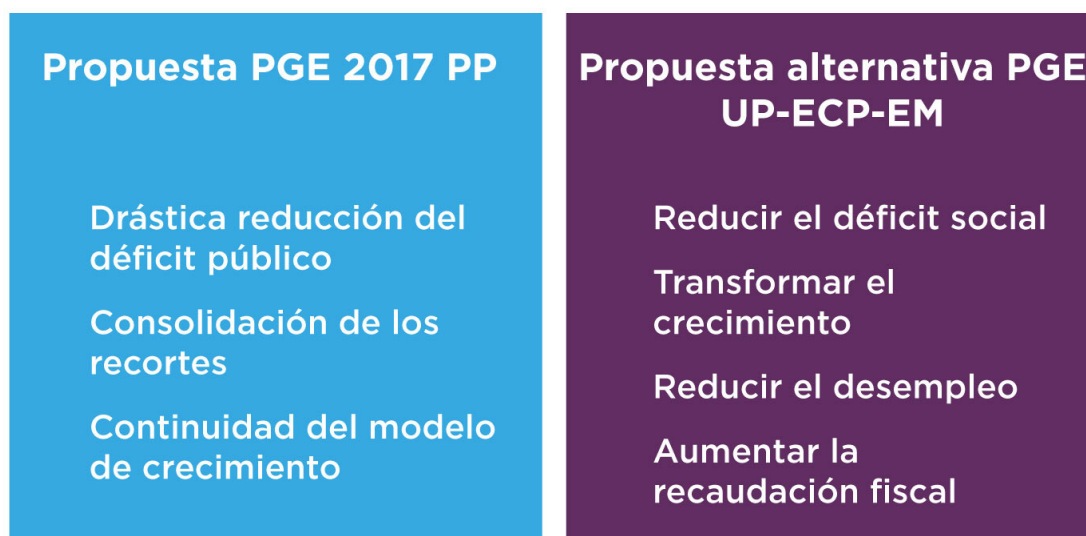 Propuesta PGE 2017 PP
Drástica reducción del
déficit público
Consolidación de los
recortes
Continuidad del modelo
de crecimiento
Propuesta alternativa PGE
UP-ECP-EM
Reducir el déficit social
Transformar el
crecimiento
Reducir el desempleo
Aumentar la
recaudación fiscal